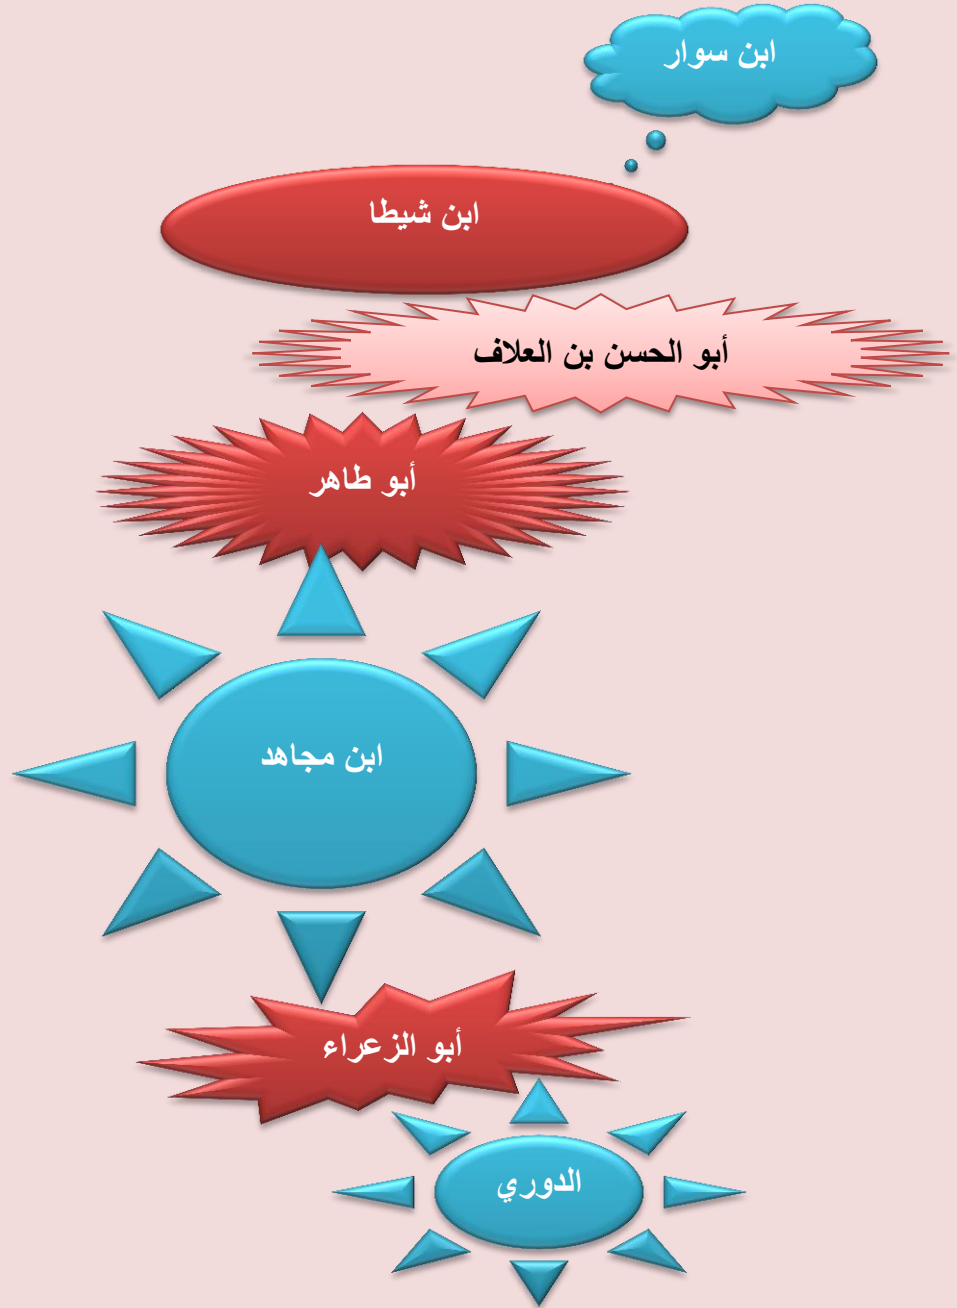 ابن سوار
ابن شيطا
أبو الحسن بن العلاف
أبو طاهر
ابن مجاهد
أبو الزعراء
الدوري